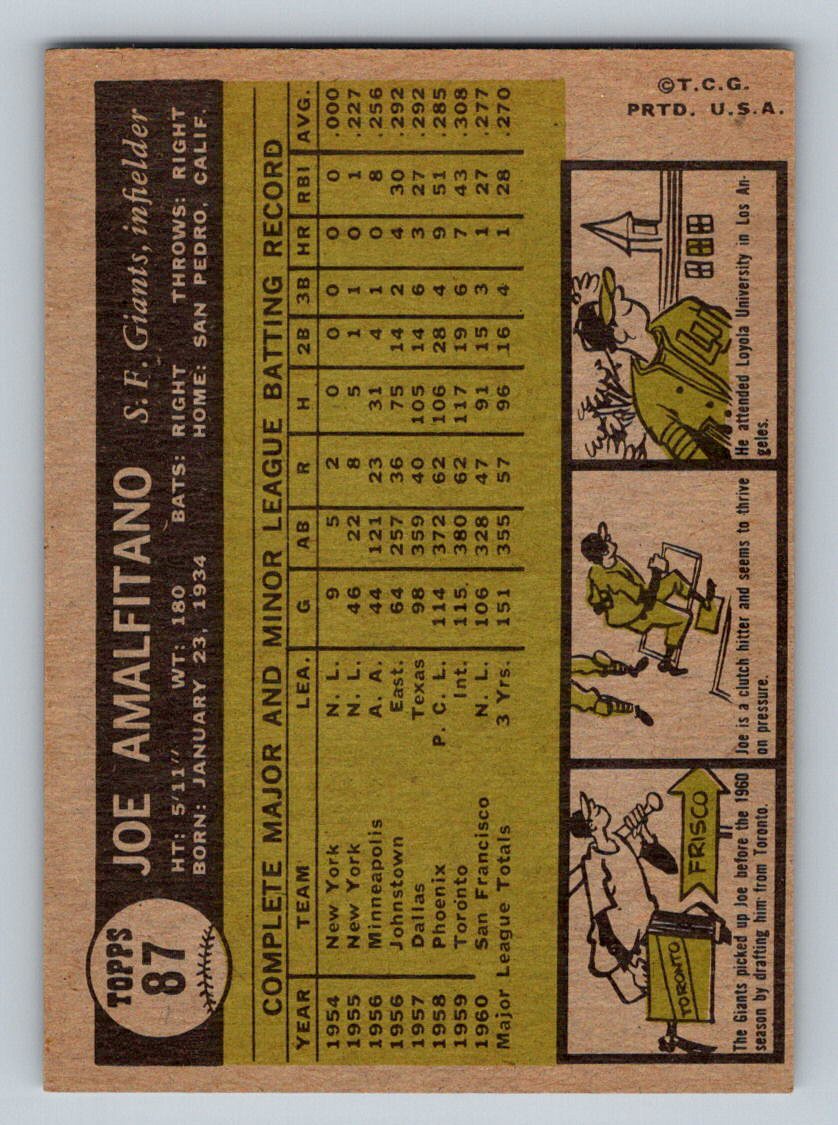 TOPPS
87
JOE AMALFITANO S. F. Giants, infielder
HT: 5/11" WT: 180 BATS: RIGHT THROWS: RIGHT
BORN: JANUARY 23, 1934 HOME: SAN PEDRO, CALIF.
COMPLETE MAJOR AND MINOR LEAGUE BATTING RECORD
YEAR TEAM LEA. G AB R H 2B 3B HR RBI AVG.
1954 New York N. L. 9 5 2 0 0 0 0 0 .000
1955 New York N. L. 46 22 8 5 1 1 0 1 .227
1956 Minneapolis A. A. 44 121 23 31 4 1 0 8 .256
1956 Johnstown East. 64 257 36 75 14 2 4 30 .292
1957 Dallas Texas 98 359 40 105 14 6 3 27 .292
1958 Phoenix P. C. L. 114 372 62 106 28 4 9 51 .285
1959 Toronto Int. 115 380 62 117 19 6 7 43 .308
1960 San Francisco N. L. 106 328 47 91 15 3 1 27 .277
Major League Totals 3 Yrs. 151 355 57 96 16 4 1 28 .270
TORONTO
FRISCO
The Giants picked up Joe before the 1960
season by drafting him from Toronto.
Joe is a clutch hitter and seems to thrive
on pressure.
LU
He attended Loyola University in Los An-
geles.
©T.C.G.
PRTD. U.S.A.